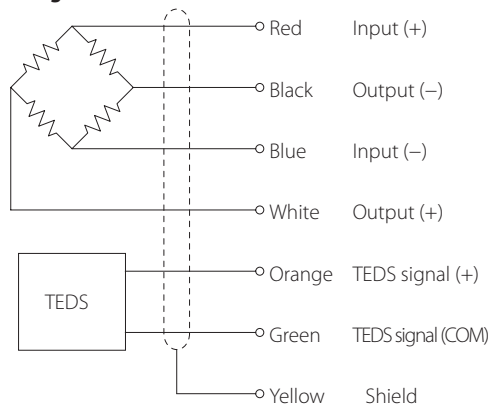 Red Input (+)
Black Output (−)
Blue Input (−)
White Output (+)
Orange TEDS signal (+)
TEDS
Green TEDS signal (COM)
Yellow Shield